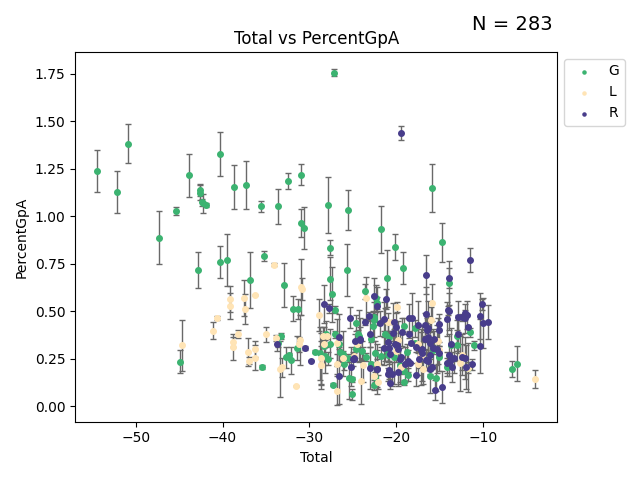 N = 283
Total vs PercentGpA
G
L
R
PercentGpA
1.75
1.50
1.25
1.00
0.75
0.50
0.25
0.00
−50 −40 −30 −20 −10
Total